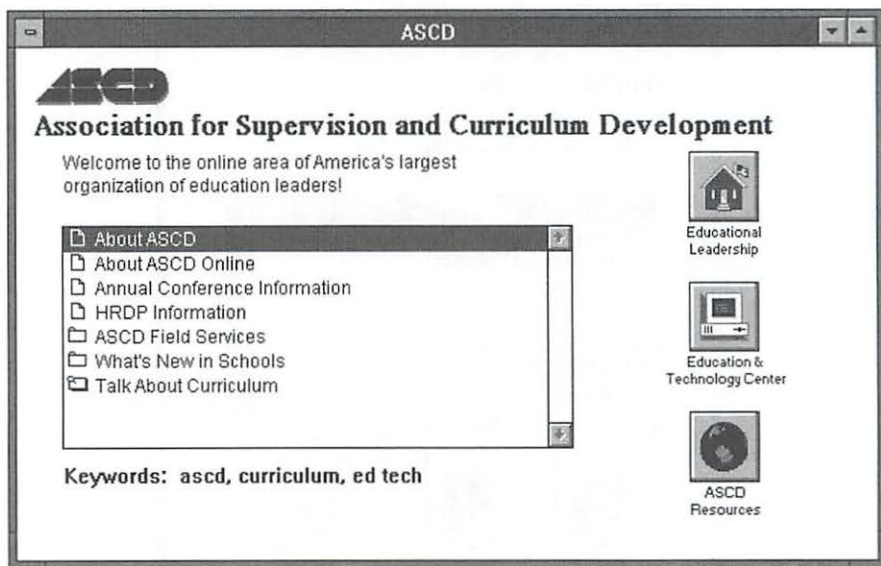 ASCD
ASCD
Association for Supervision and Curriculum Development
Welcome to the online area of America's largest
organization of education leaders!
About ASCD
About ASCD Online
Annual Conference Information
HRDP Information
ASCD Field Services
What's New in Schools
Talk About Curriculum
Keywords: ascd, curriculum, ed tech
Educational
Leadership
Education &
Technology Center
ASCD
Resources